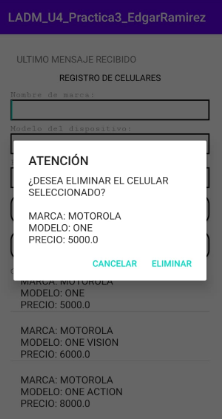 LADM_U4_Practica3_EdgarRamirez
ULTIMO MENSAJE RECIBIDO
REGISTRO DE CELULARES
Nombre de marca:
Modelo del dispositivo:
ATENCIÓN
¿DESEA ELIMINAR EL CELULAR
SELECCIONADO?
MARCA: MOTOROLA
MODELO: ONE
PRECIO: 5000.0
CANCELAR ELIMINAR
MARCA: MOTOROLA
MODELO: ONE
PRECIO: 5000.0
MARCA: MOTOROLA
MODELO: ONE VISION
PRECIO: 6000.0
MARCA: MOTOROLA
MODELO: ONE ACTION
PRECIO: 8000.0